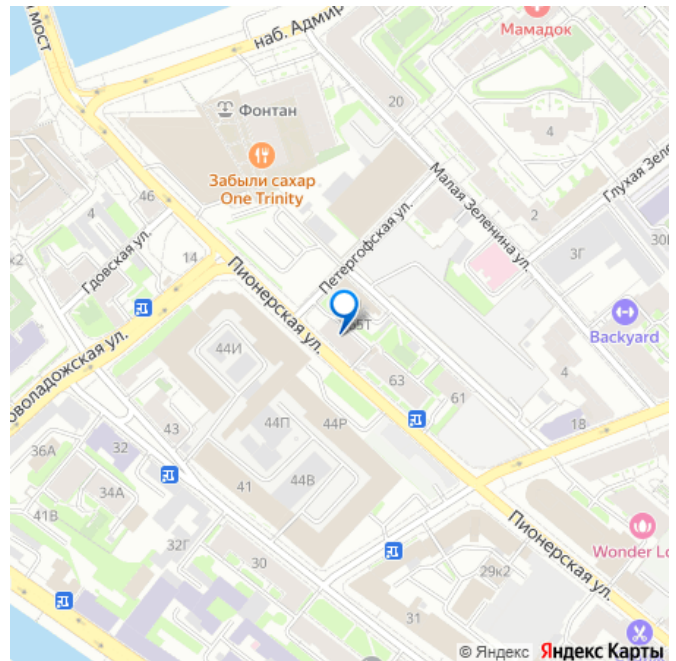 мост
наб. Адмир
Мамадок
20
4
Фонтан
Забыли сахар
One Trinity
Малая Зеленина ул.
Глухая Зеле
46
4
2
к2
Гдовская ул.
14
Петергофская ул.
3Г
30
Пионерская ул.
65Т
Backyard
44И
оволадожская ул.
63
61
4
18
43
44П
44Р
32
36А
34А
41
44В
41В
32Г
30
Пионерская ул.
29к2
Wonder Lo
31
© Яндекс Яндекс Карты